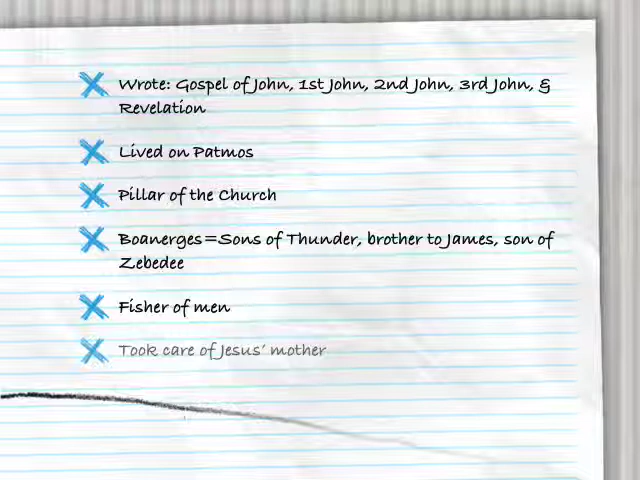 Wrote: Gospel of John, 1st John, 2nd John, 3rd John, &
Revelation
Lived on Patmos
Pillar of the Church
Boanerges=Sons of Thunder, brother to James, son of
Zebedee
Fisher of men
Took care of Jesus' mother